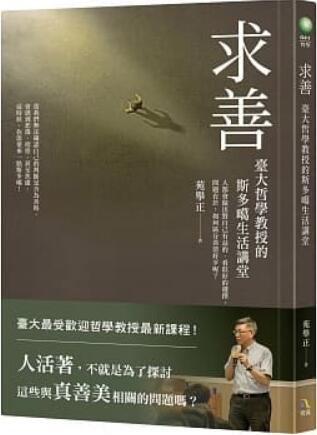 求善
臺大哲學教授的
斯多噶生活講堂
苑舉正
著
臺大最受歡迎哲學教授最新課程！
人活著，不就是為了探討
這些與真善美相關的問題嗎？
求善
臺大哲學教授的斯多噶生活講堂
苑舉正
著